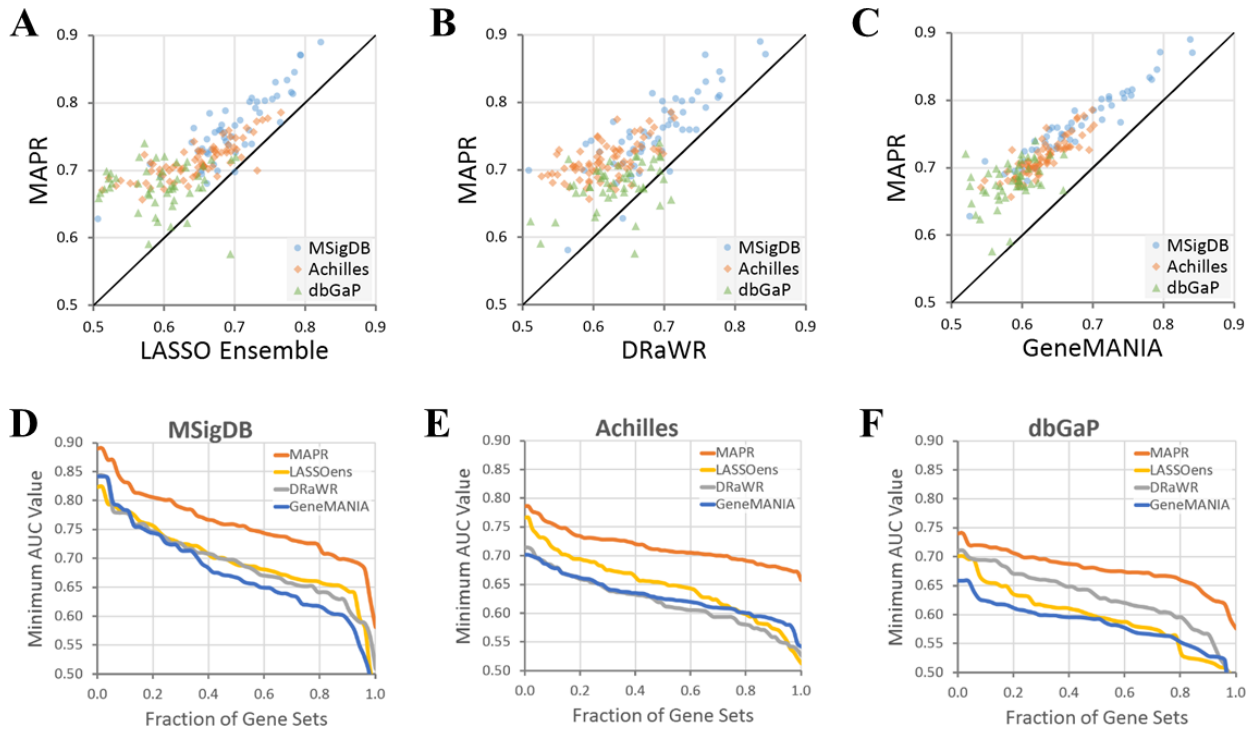 A
B
C
MAPR
0.9
0.8
0.7
0.6
0.5
0.5 0.6 0.7 0.8 0.9
LASSO Ensemble
MSigDB
Achilles
dbGaP
MAPR
0.9
0.8
0.7
0.6
0.5
0.5 0.6 0.7 0.8 0.9
DRaWR
MSigDB
Achilles
dbGaP
MAPR
0.9
0.8
0.7
0.6
0.5
0.5 0.6 0.7 0.8 0.9
GeneMANIA
MSigDB
Achilles
dbGaP
D
MSigDB
Minimum AUC Value
0.90
0.85
0.80
0.75
0.70
0.65
0.60
0.55
0.50
MAPR
LASSOens
DRaWR
GeneMANIA
0.0 0.2 0.4 0.6 0.8 1.0
Fraction of Gene Sets
E
Achilles
Minimum AUC Value
0.90
0.85
0.80
0.75
0.70
0.65
0.60
0.55
0.50
MAPR
LASSOens
DRaWR
GeneMANIA
0.0 0.2 0.4 0.6 0.8 1.0
Fraction of Gene Sets
F
dbGaP
Minimum AUC Value
0.90
0.85
0.80
0.75
0.70
0.65
0.60
0.55
0.50
MAPR
LASSOens
DRaWR
GeneMANIA
0.0 0.2 0.4 0.6 0.8 1.0
Fraction of Gene Sets